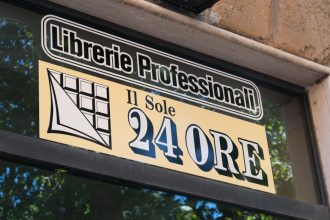 Librerie Professionali
Il Sole
24 ORE